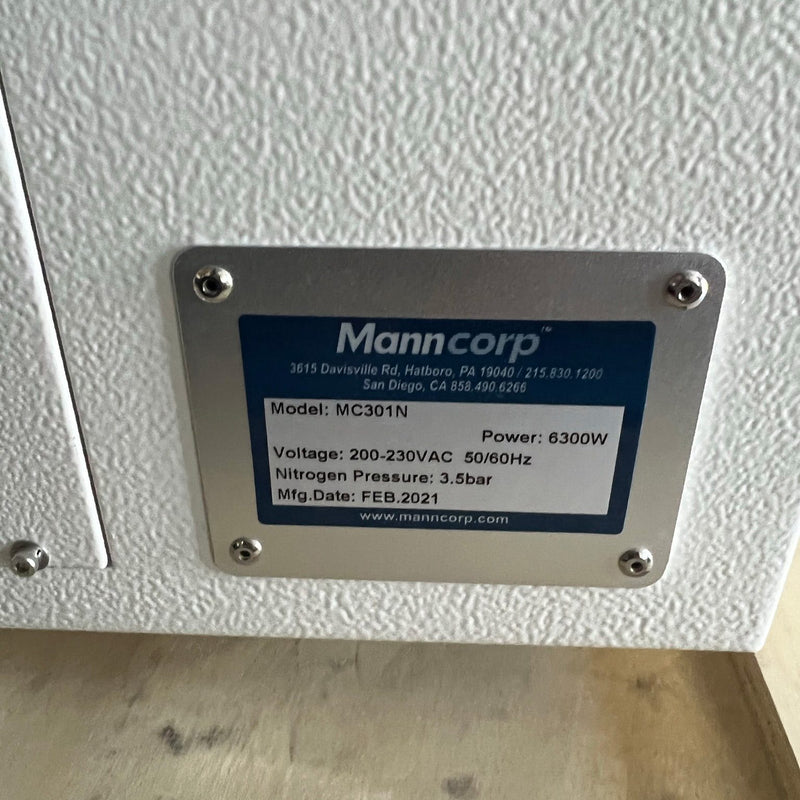 Manncorp™
3615 Davisville Rd, Hatboro, PA 19040 / 215.830.1200
San Diego, CA 858.490.6266
Model: MC301N
Power: 6300W
Voltage: 200-230VAC 50/60Hz
Nitrogen Pressure: 3.5bar
Mfg.Date: FEB.2021
www.manncorp.com